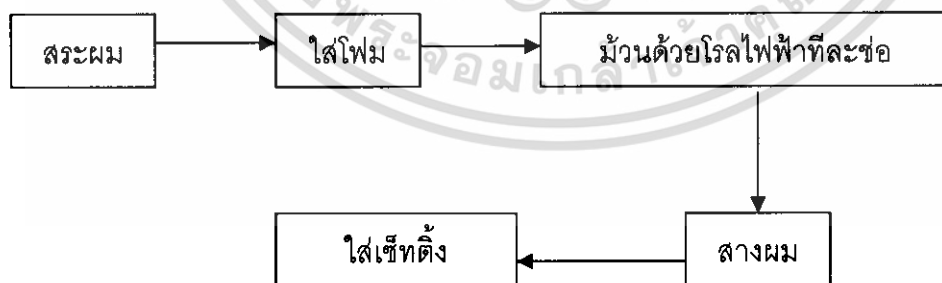 สระผม
ใส่โฟม
ม้วนด้วยโรลไฟฟ้าทีละช่อ
สางผม
ใส่เซ็ทติ้ง